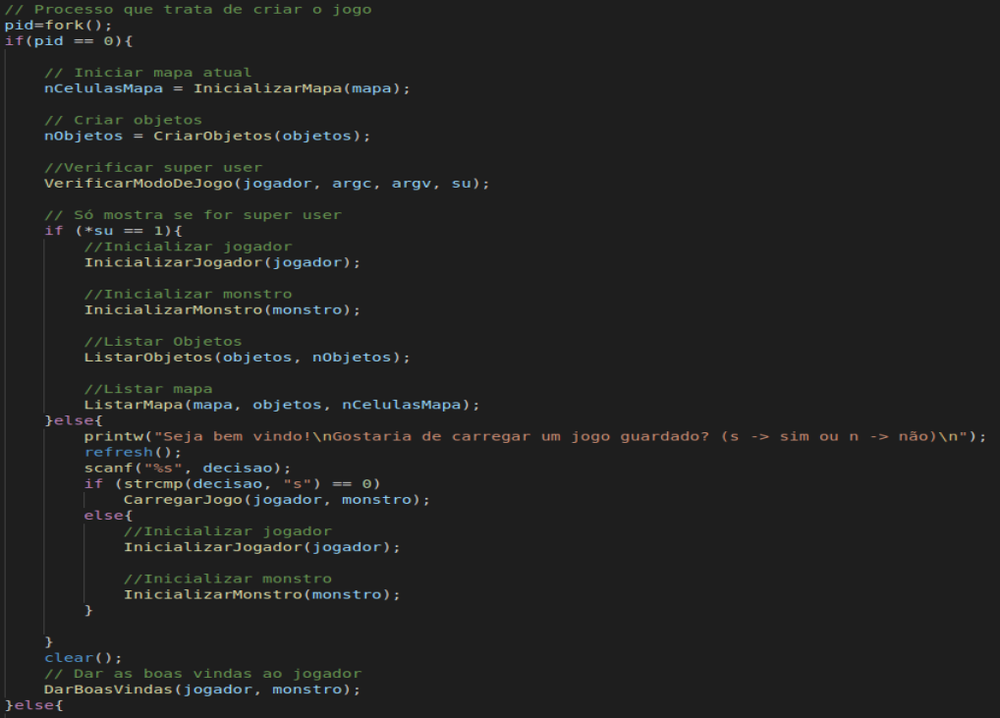 // Processo que trata de criar o jogo
pid=fork();
if(pid == 0){
// Iniciar mapa atual
nCelulasMapa = InicializarMapa(mapa);
// Criar objetos
nObjetos = CriarObjetos(objetos);
//Verificar super user
VerificarModoDeJogo(jogador, argc, argv, su);
// Só mostra se for super user
if (*su == 1){
//Inicializar jogador
InicializarJogador(jogador);
//Inicializar monstro
InicializarMonstro(monstro);
//Listar Objetos
ListarObjetos(objetos, nObjetos);
//Listar mapa
ListarMapa(mapa, objetos, nCelulasMapa);
}else{
printw("Seja bem vindo!\nGostaria de carregar um jogo guardado? (s -> sim ou n -> não)\n");
refresh();
scanf("%s", decisao);
if (strcmp(decisao, "s") == 0)
CarregarJogo(jogador, monstro);
else{
//Inicializar jogador
InicializarJogador(jogador);
//Inicializar monstro
InicializarMonstro(monstro);
}
}
clear();
// Dar as boas vindas ao jogador
DarBoasVindas(jogador, monstro);
}else{